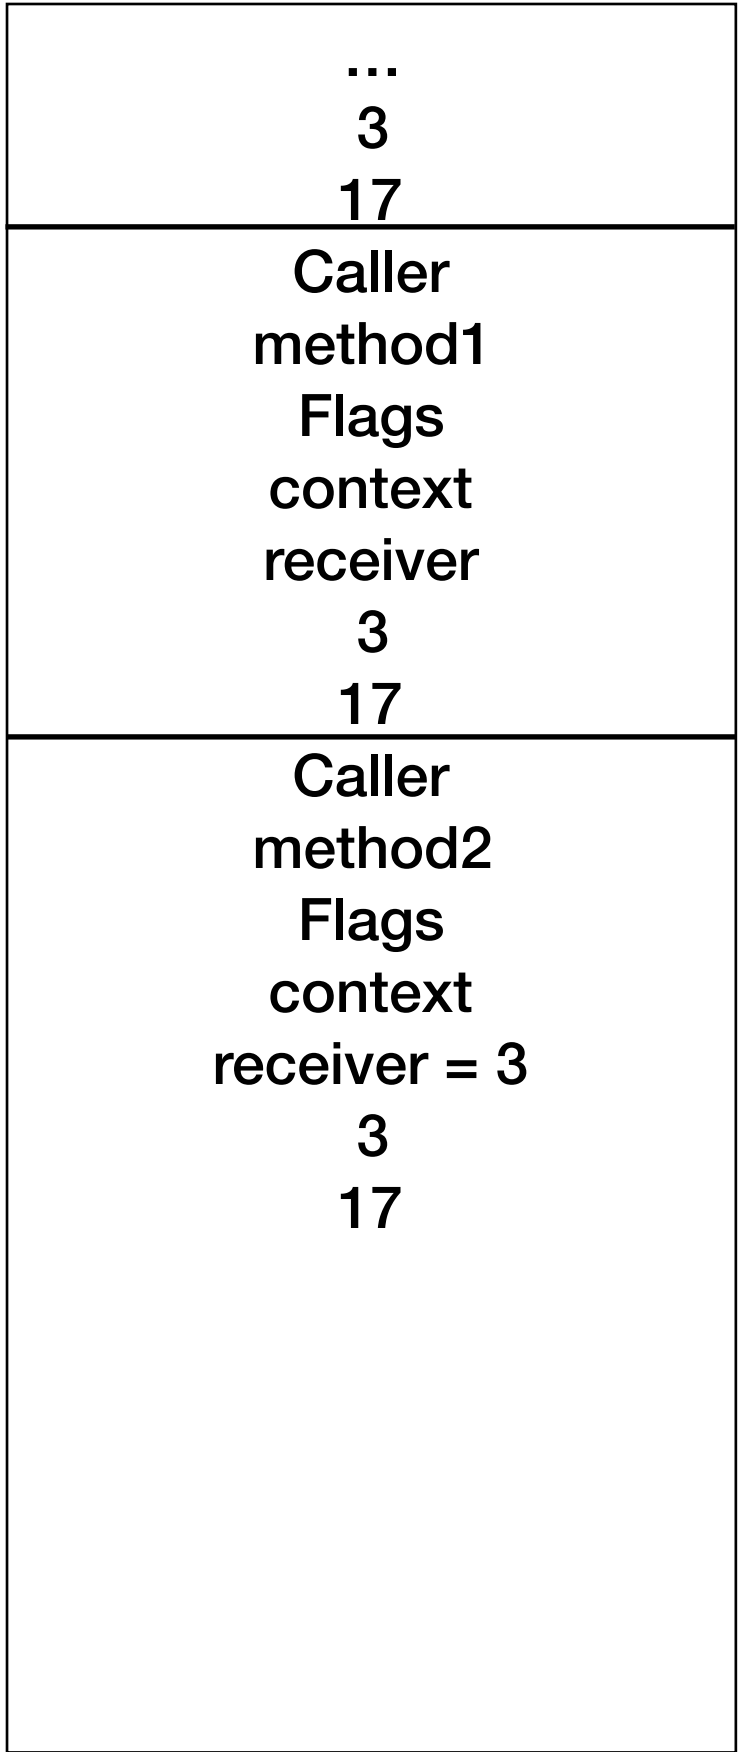 ...
3
17
Caller
method1
Flags
context
receiver
3
17
Caller
method2
Flags
context
receiver = 3
3
17